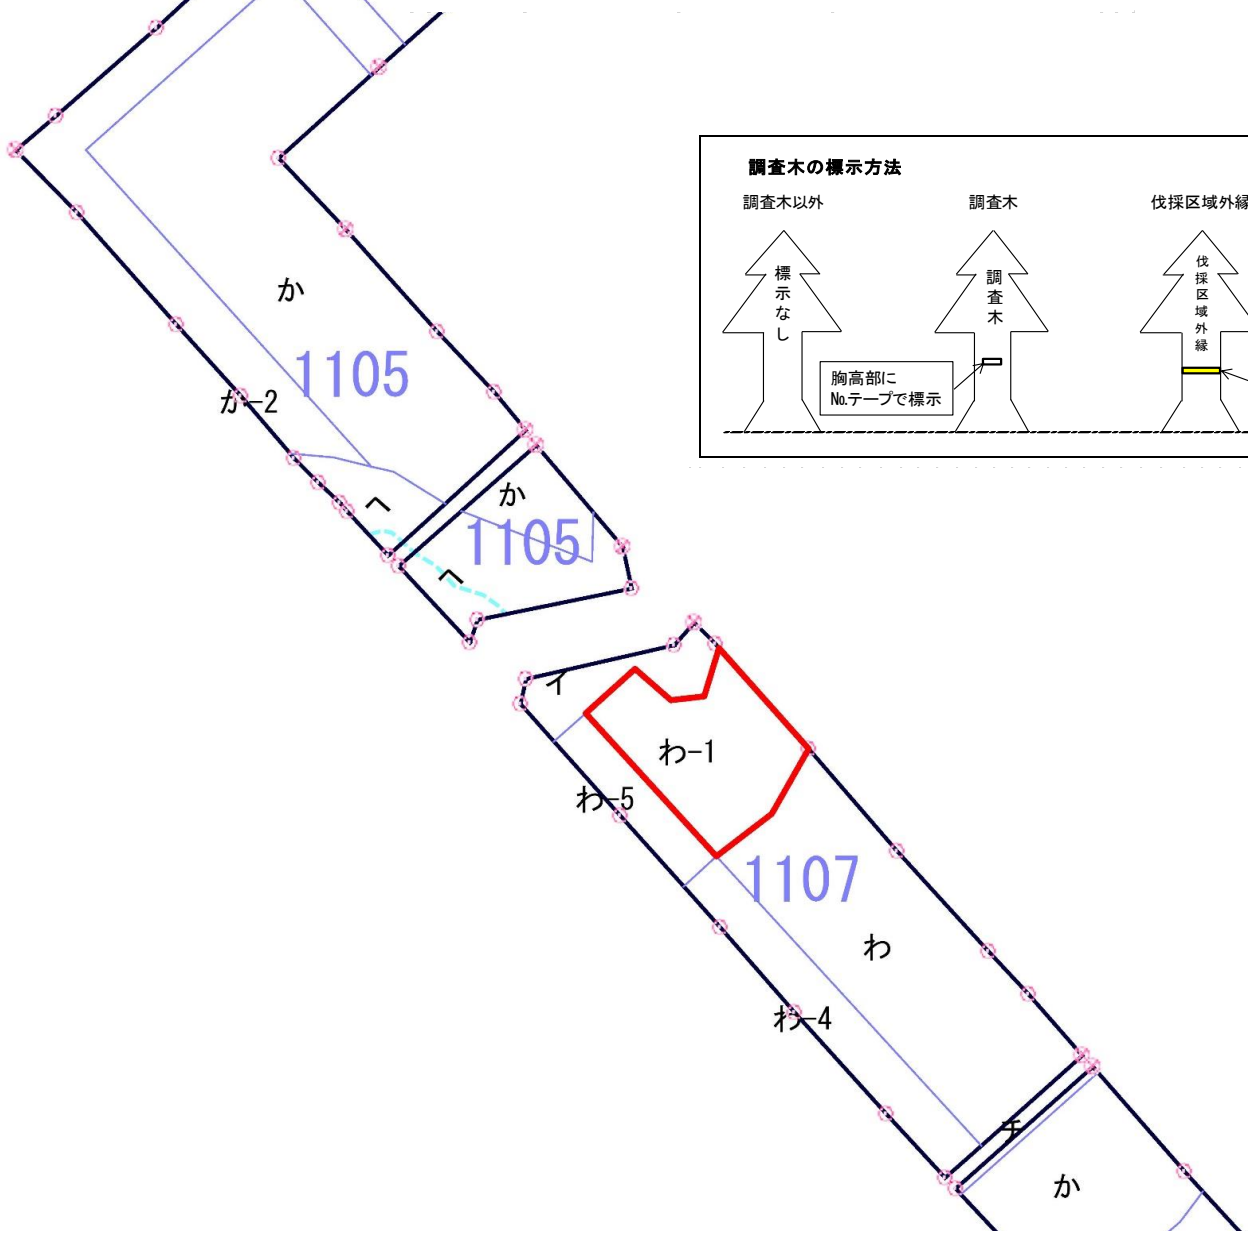 調査木の標示方法
調査木以外
調査木
伐採区域外縁
標示なし
調査木
伐採区域外縁
胸高部に
No.テープで標示
か
1105
か-2
へ
か
1105
へ
イ
わ-1
わ-5
1107
わ
わ-4
チ
か